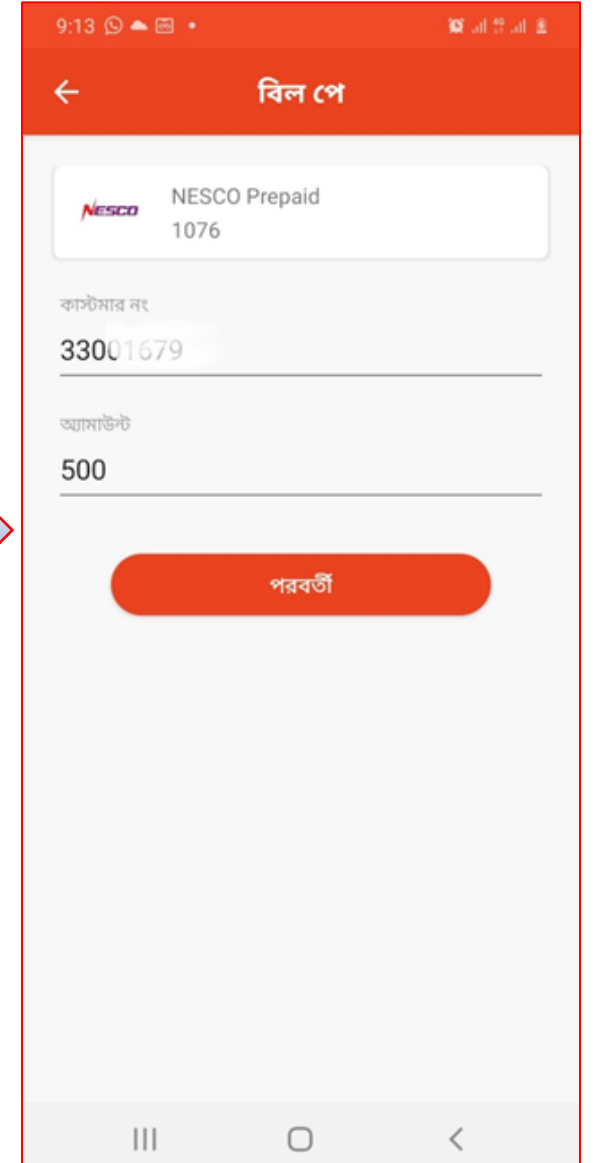 9:13
বিল পে
NESCO
NESCO Prepaid
1076
কাস্টমার নং
33001679
অ্যামাউন্ট
500
পরবর্তী